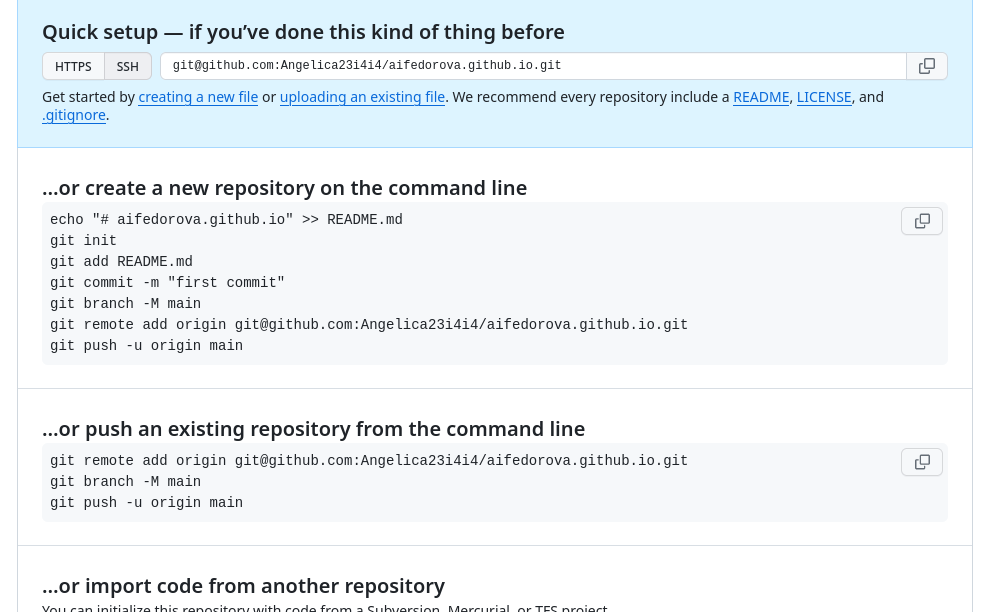 Quick setup — if you’ve done this kind of thing before
HTTPS SSH git@github.com:Angelica23i4i4/aifedorova.github.io.git
Get started by creating a new file or uploading an existing file. We recommend every repository include a README, LICENSE, and
.gitignore.
…or create a new repository on the command line
echo "# aifedorova.github.io" >> README.md
git init
git add README.md
git commit -m "first commit"
git branch -M main
git remote add origin git@github.com:Angelica23i4i4/aifedorova.github.io.git
git push -u origin main
…or push an existing repository from the command line
git remote add origin git@github.com:Angelica23i4i4/aifedorova.github.io.git
git branch -M main
git push -u origin main
…or import code from another repository
You can initialize this repository with code from a Subversion, Mercurial, or TFS project.